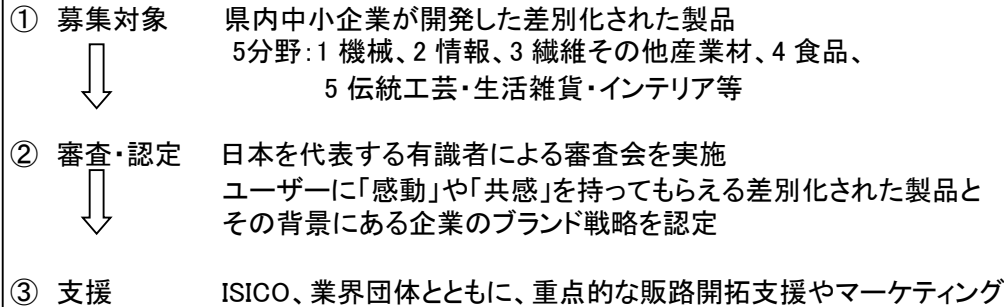 ① 募集対象 県内中小企業が開発した差別化された製品
5分野:1 機械、2 情報、3 繊維その他産業材、4 食品、
5 伝統工芸・生活雑貨・インテリア等
② 審査・認定 日本を代表する有識者による審査会を実施
ユーザーに「感動」や「共感」を持ってもらえる差別化された製品と
その背景にある企業のブランド戦略を認定
③ 支援 ISICO、業界団体とともに、重点的な販路開拓支援やマーケティング